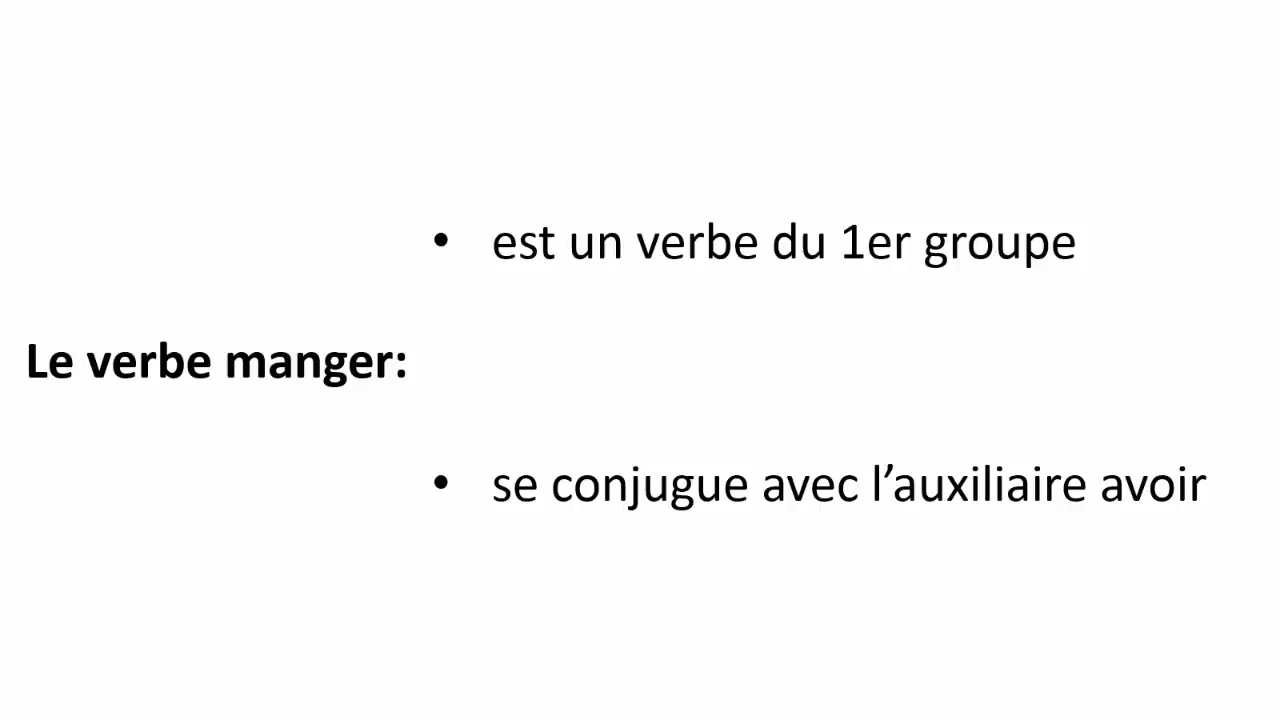 • est un verbe du 1er groupe
Le verbe manger:
• se conjugue avec l’auxiliaire avoir